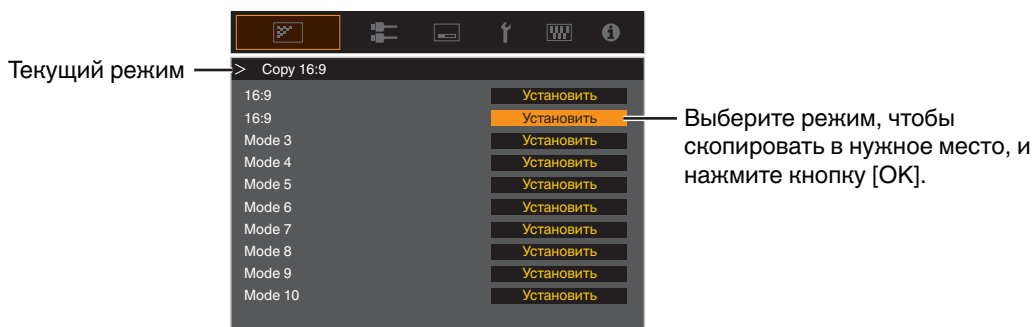 Текущий режим
> Copy 16:9
16:9 Установить
16:9 Установить
Mode 3 Установить
Mode 4 Установить
Mode 5 Установить
Mode 6 Установить
Mode 7 Установить
Mode 8 Установить
Mode 9 Установить
Mode 10 Установить
Выберите режим, чтобы
скопировать в нужное место, и
нажмите кнопку [OK].